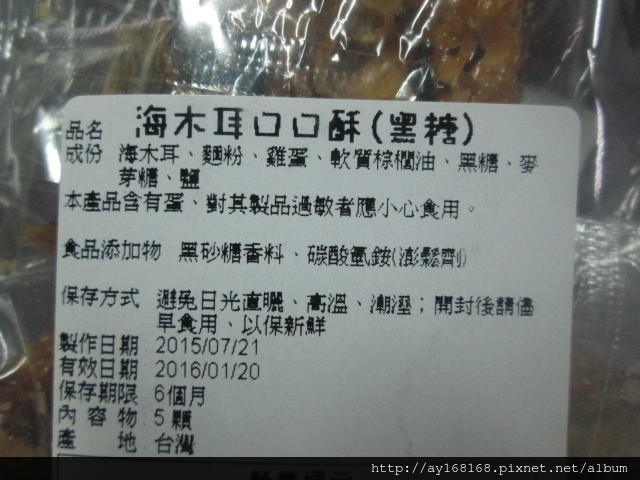 品名 海木耳口口酥(黑糖)
成份 海木耳、麵粉、雞蛋、軟質棕櫚油、黑糖、麥
芽糖、鹽
本產品含有蛋、對其製品過敏者應小心食用。
食品添加物 黑砂糖香料、碳酸氫銨(澎鬆劑)
保存方式 避免日光直曬、高溫、潮溼；開封後請儘
早食用、以保新鮮
製作日期 2015/07/21
有效日期 2016/01/20
保存期限 6個月
內容物 5顆
產地 台灣
http://ay168168.pixnet.net/album